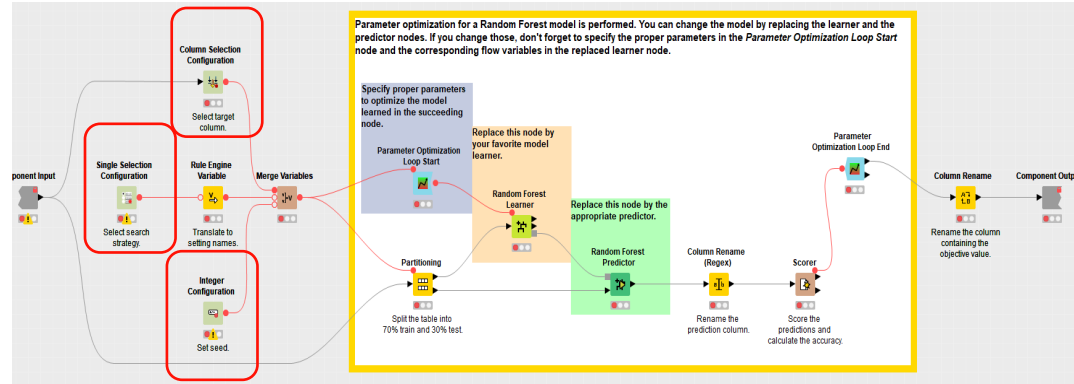 Parameter optimization for a Random Forest model is performed. You can change the model by replacing the learner and the
predictor nodes. If you change those, don't forget to specify the proper parameters in the Parameter Optimization Loop Start
node and the corresponding flow variables in the replaced learner node.
Column Selection
Configuration
Select target
column.
ponent Input
Single Selection
Configuration
Select search
strategy.
Rule Engine
Variable
Translate to
setting names.
Merge Variables
Integer
Configuration
Set seed.
Specify proper parameters
to optimize the model
learned in the succeeding
node.
Parameter Optimization
Loop Start
Replace this node by
your favorite model
learner.
Random Forest
Learner
Partitioning
Split the table into
70% train and 30% test.
Replace this node by the
appropriate predictor.
Random Forest
Predictor
Column Rename
(Regex)
Rename the
prediction column.
Scorer
Score the
predictions and
calculate the accuracy.
Parameter
Optimization Loop End
Column Rename
Rename the column
containing the
objective value.
Component Outp